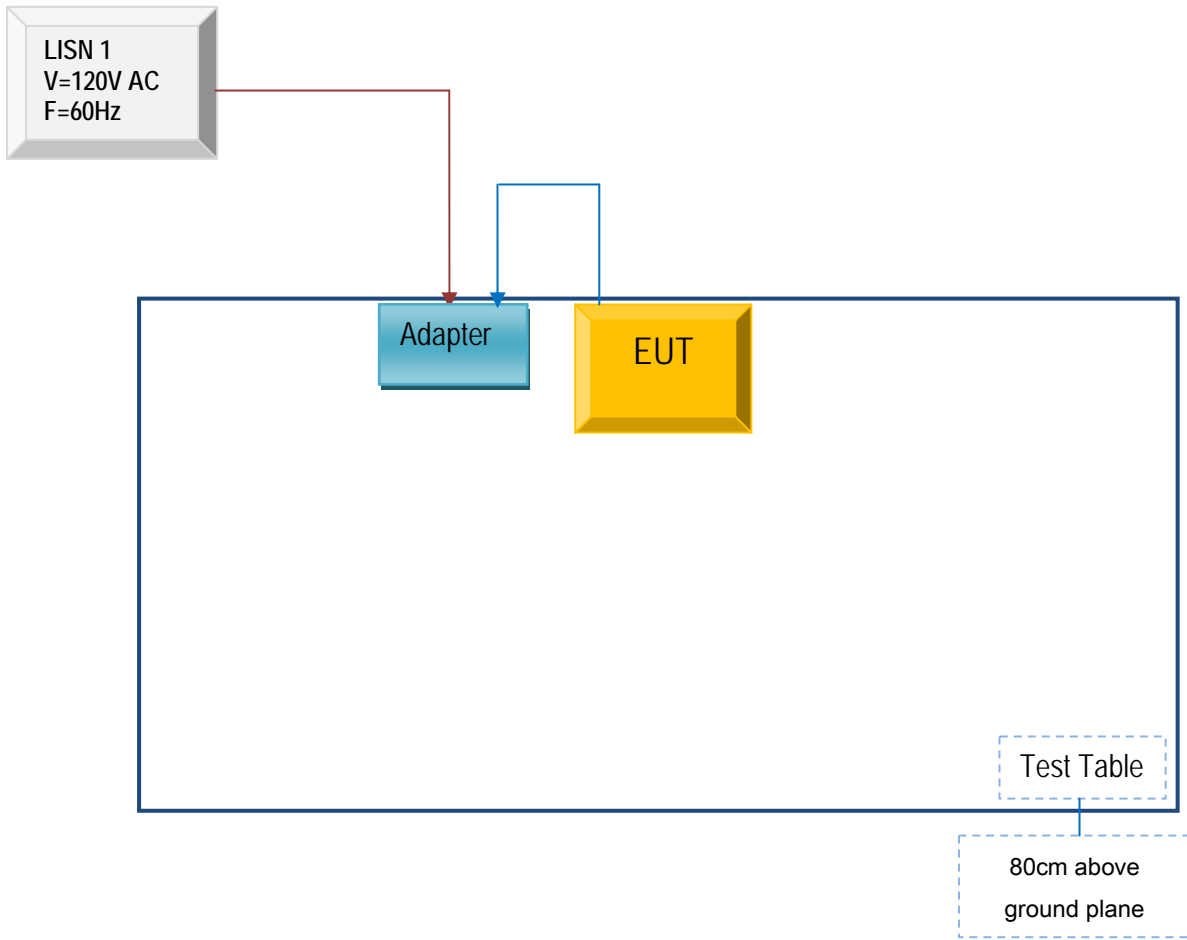 LISN 1
V=120V AC
F=60Hz
Adapter
EUT
Test Table
80cm above
ground plane